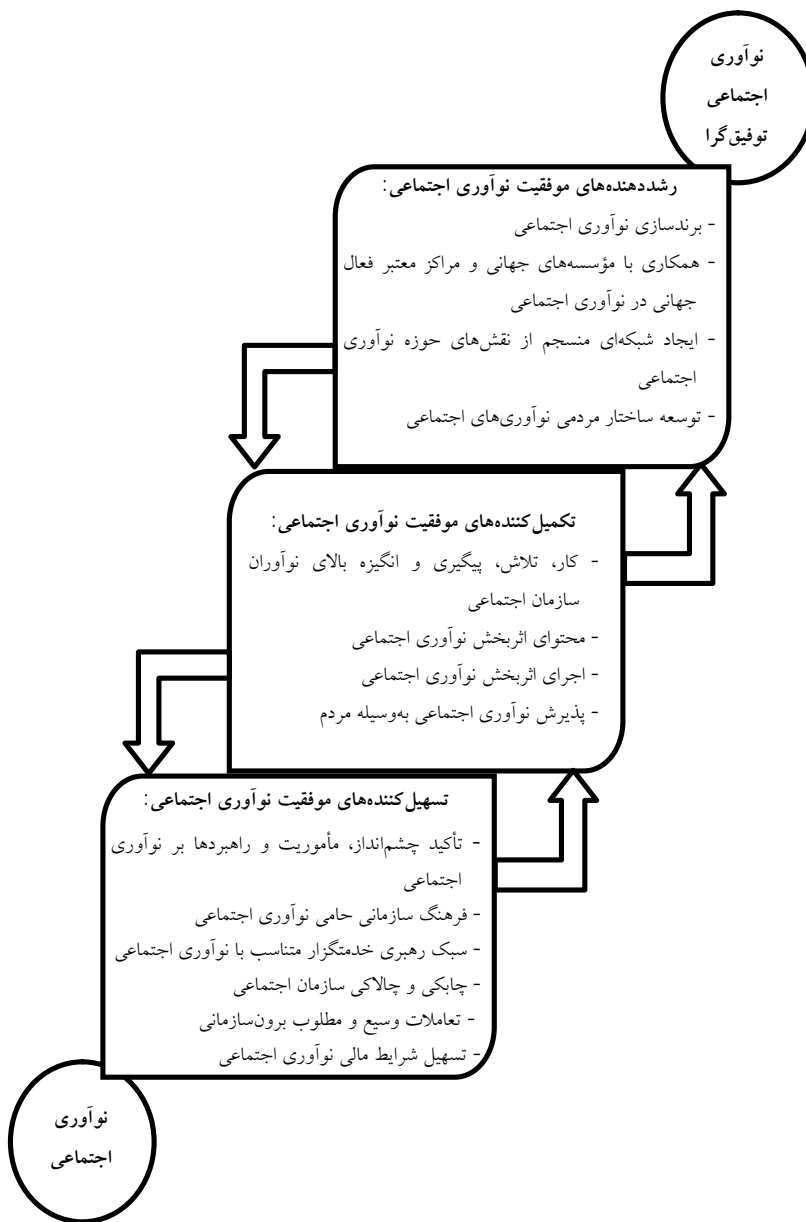 نوآوری
اجتماعی
توفیق‌گرا
رشددهنده‌های موفقیت نوآوری اجتماعی:
- برندسازی نوآوری اجتماعی
- همکاری با مؤسسه‌های جهانی و مراکز معتبر فعال
جهانی در نوآوری اجتماعی
- ایجاد شبکه‌ای منسجم از نقش‌های حوزه نوآوری
اجتماعی
- توسعه ساختار مردمی نوآوری‌های اجتماعی
تکمیل‌کننده‌های موفقیت نوآوری اجتماعی:
- کار، تلاش، پیگیری و انگیزه بالای نوآوران
سازمان اجتماعی
- محتوای اثربخش نوآوری اجتماعی
- اجرای اثربخش نوآوری اجتماعی
- پذیرش نوآوری اجتماعی به‌وسیله مردم
تسهیل‌کننده‌های موفقیت نوآوری اجتماعی:
- تأکید چشم‌انداز، مأموریت و راهبردها بر نوآوری
اجتماعی
- فرهنگ سازمانی حامی نوآوری اجتماعی
- سبک رهبری خدمتگزار متناسب با نوآوری اجتماعی
- چابکی و چالاکی سازمان اجتماعی
- تعاملات وسیع و مطلوب برون‌سازمانی
- تسهیل شرایط مالی نوآوری اجتماعی
نوآوری
اجتماعی